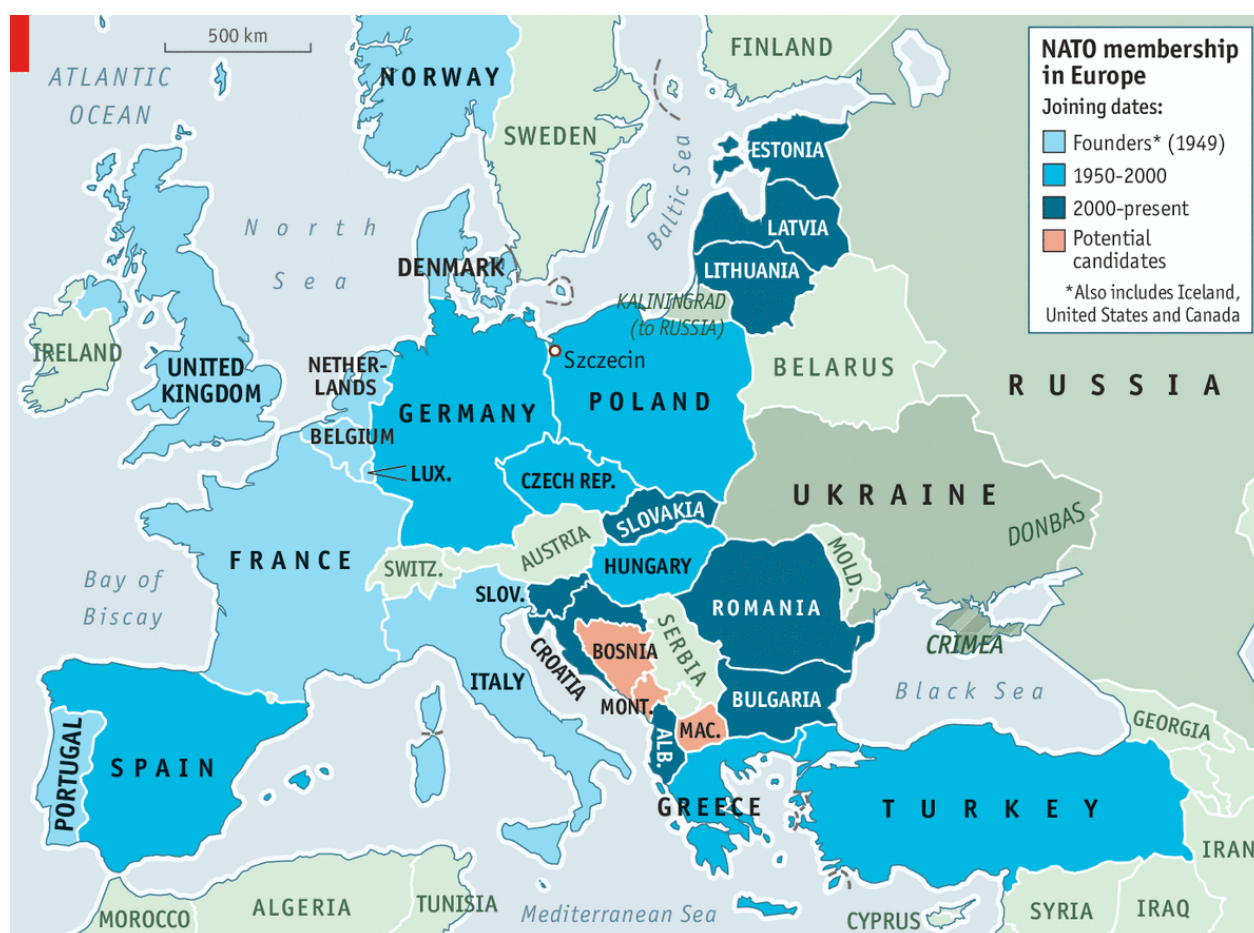 500 km
ATLANTIC
OCEAN
NORWAY
FINLAND
SWEDEN
NATO membership
in Europe
Joining dates:
Founders* (1949)
1950-2000
2000-present
Potential
candidates
*Also includes Iceland,
United States and Canada
ESTONIA
Baltic Sea
LATVIA
LITHUANIA
North
Sea
DENMARK
KALININGRAD
(to RUSSIA)
IRELAND
UNITED
KINGDOM
NETHER-
LANDS
Szczecin
BELARUS
RUSSIA
GERMANY
POLAND
BELGIUM
LUX.
CZECH REP.
UKRAINE
DONBAS
SLOVAKIA
FRANCE
SWITZ.
AUSTRIA
HUNGARY
MOLD.
Bay of
Biscay
SLOV.
ROMANIA
CROATIA
BOSNIA
SERBIA
CRIMEA
ITALY
MONT.
BULGARIA
Black Sea
MAC.
ALB.
GEORGIA
PORTUGAL
SPAIN
GREECE
TURKEY
IRAN
MOROCCO
ALGERIA
TUNISIA
Mediterranean Sea
CYPRUS
SYRIA
IRAQ